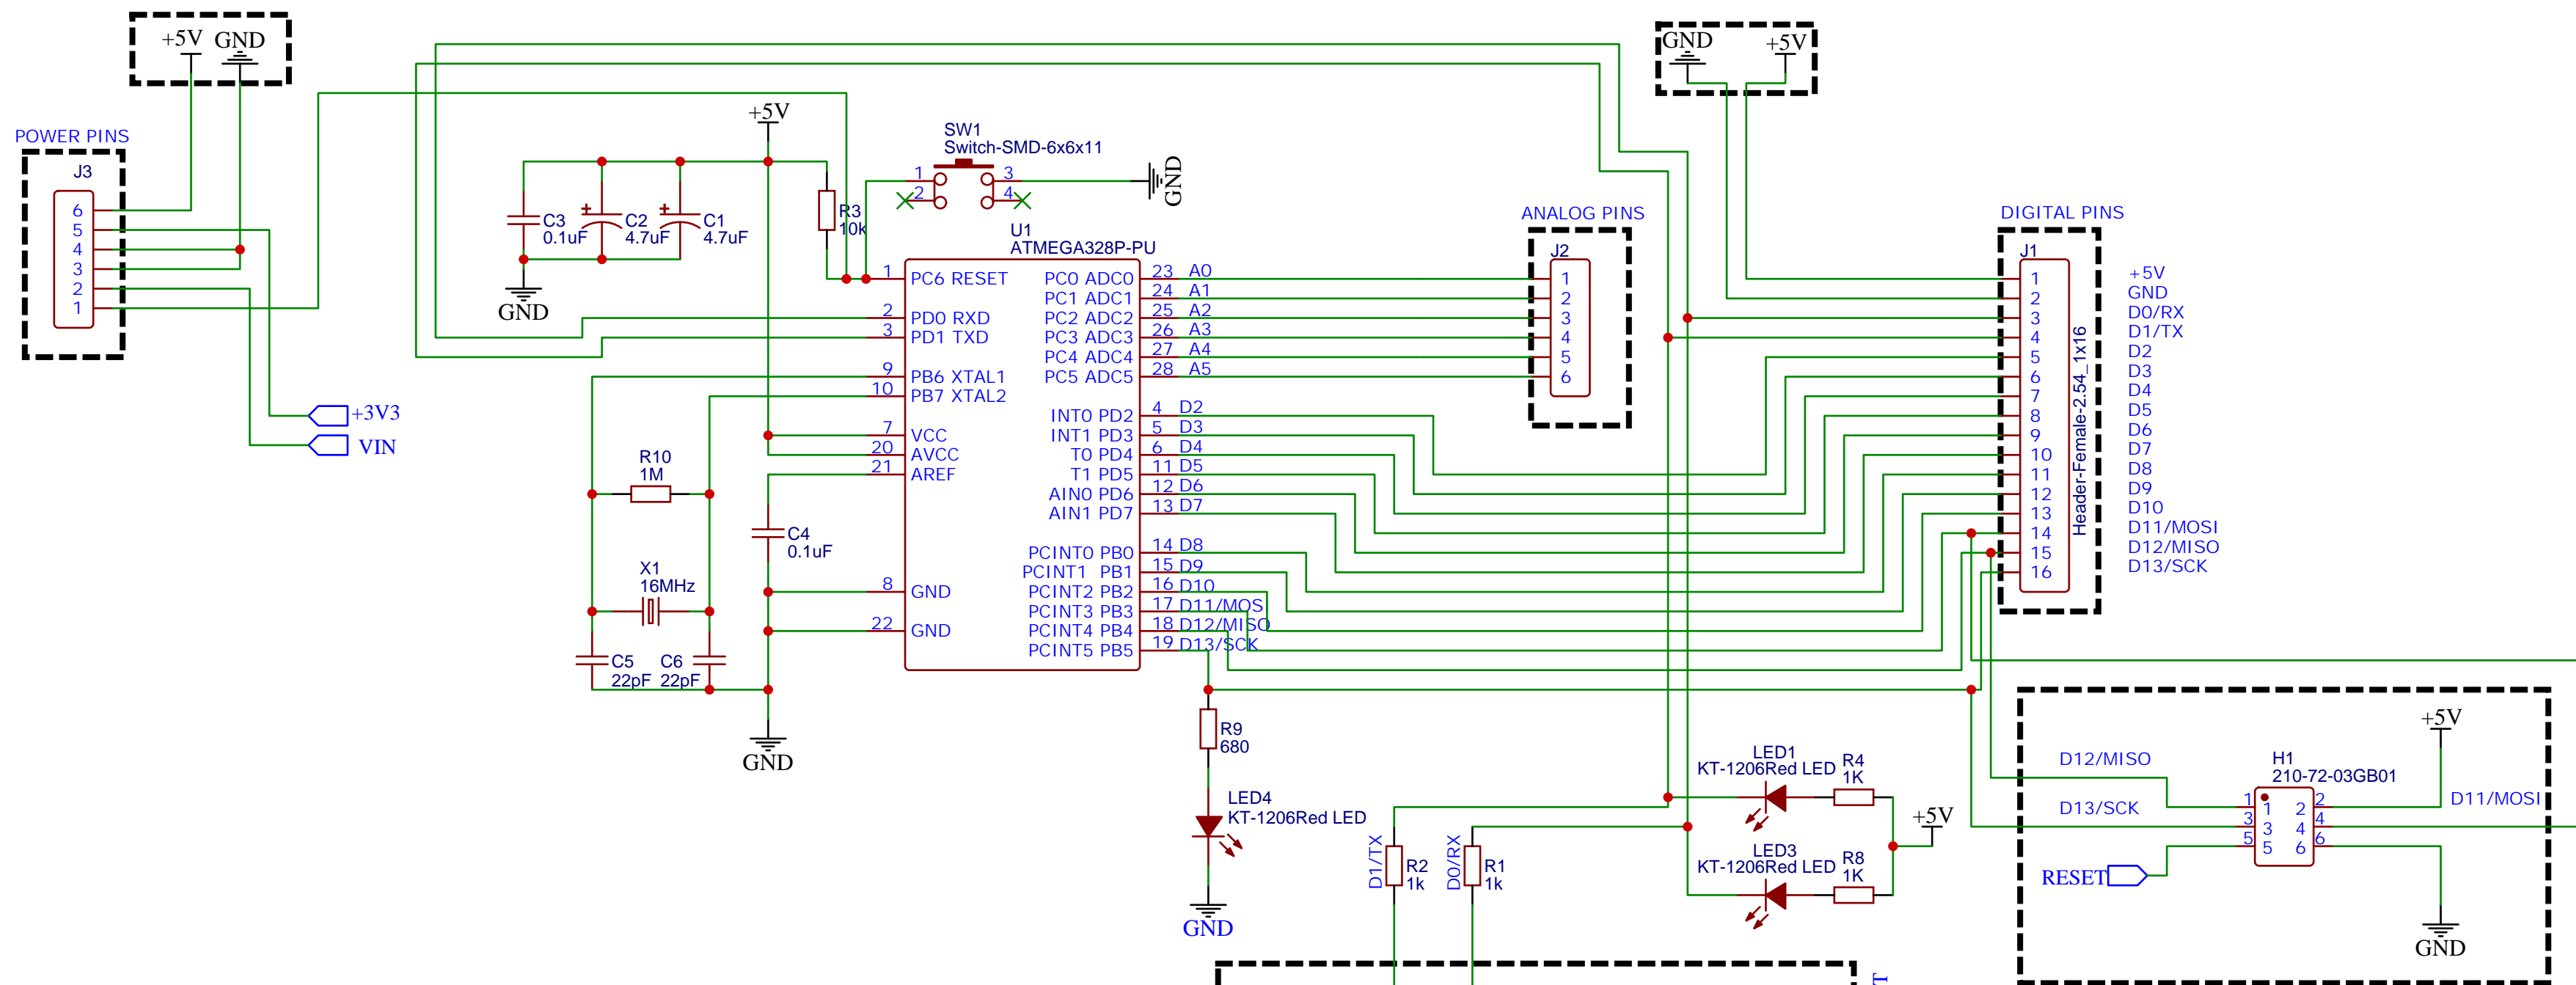 +5V GND
POWER PINS
J3
6
5
4
3
2
1
+3V3
VIN
+5V
C3
0.1uF
C2
4.7uF
C1
4.7uF
GND
R3
10k
SW1
Switch-SMD-6x6x11
1 3
2 4
GND
U1
ATMEGA328P-PU
1 PC6 RESET
2 PD0 RXD
3 PD1 TXD
9 PB6 XTAL1
10 PB7 XTAL2
7 VCC
20 AVCC
21 AREF
8 GND
22 GND
PC0 ADC0 23 A0
PC1 ADC1 24 A1
PC2 ADC2 25 A2
PC3 ADC3 26 A3
PC4 ADC4 27 A4
PC5 ADC5 28 A5
INT0 PD2 4 D2
INT1 PD3 5 D3
T0 PD4 6 D4
T1 PD5 11 D5
AIN0 PD6 12 D6
AIN1 PD7 13 D7
PCINT0 PB0 14 D8
PCINT1 PB1 15 D9
PCINT2 PB2 16 D10
PCINT3 PB3 17 D11/MOS
PCINT4 PB4 18 D12/MISO
PCINT5 PB5 19 D13/SCK
R10
1M
X1
16MHz
C5
22pF
C6
22pF
C4
0.1uF
GND
R9
680
LED4
KT-1206Red LED
GND
ANALOG PINS
J2
1
2
3
4
5
6
GND +5V
DIGITAL PINS
J1
1
2
3
4
5
6
7
8
9
10
11
12
13
14
15
16
Header-Female-2.54_1x16
+5V
GND
D0/RX
D1/TX
D2
D3
D4
D5
D6
D7
D8
D9
D10
D11/MOSI
D12/MISO
D13/SCK
D1/TX
R2
1k
D0/RX
R1
1k
LED1
KT-1206Red LED
R4
1K
LED3
KT-1206Red LED
R8
1K
+5V
+5V
D12/MISO
D13/SCK
RESET
H1
210-72-03GB01
1 1 2 2
3 3 4 4
5 5 6 6
D11/MOSI
GND
T